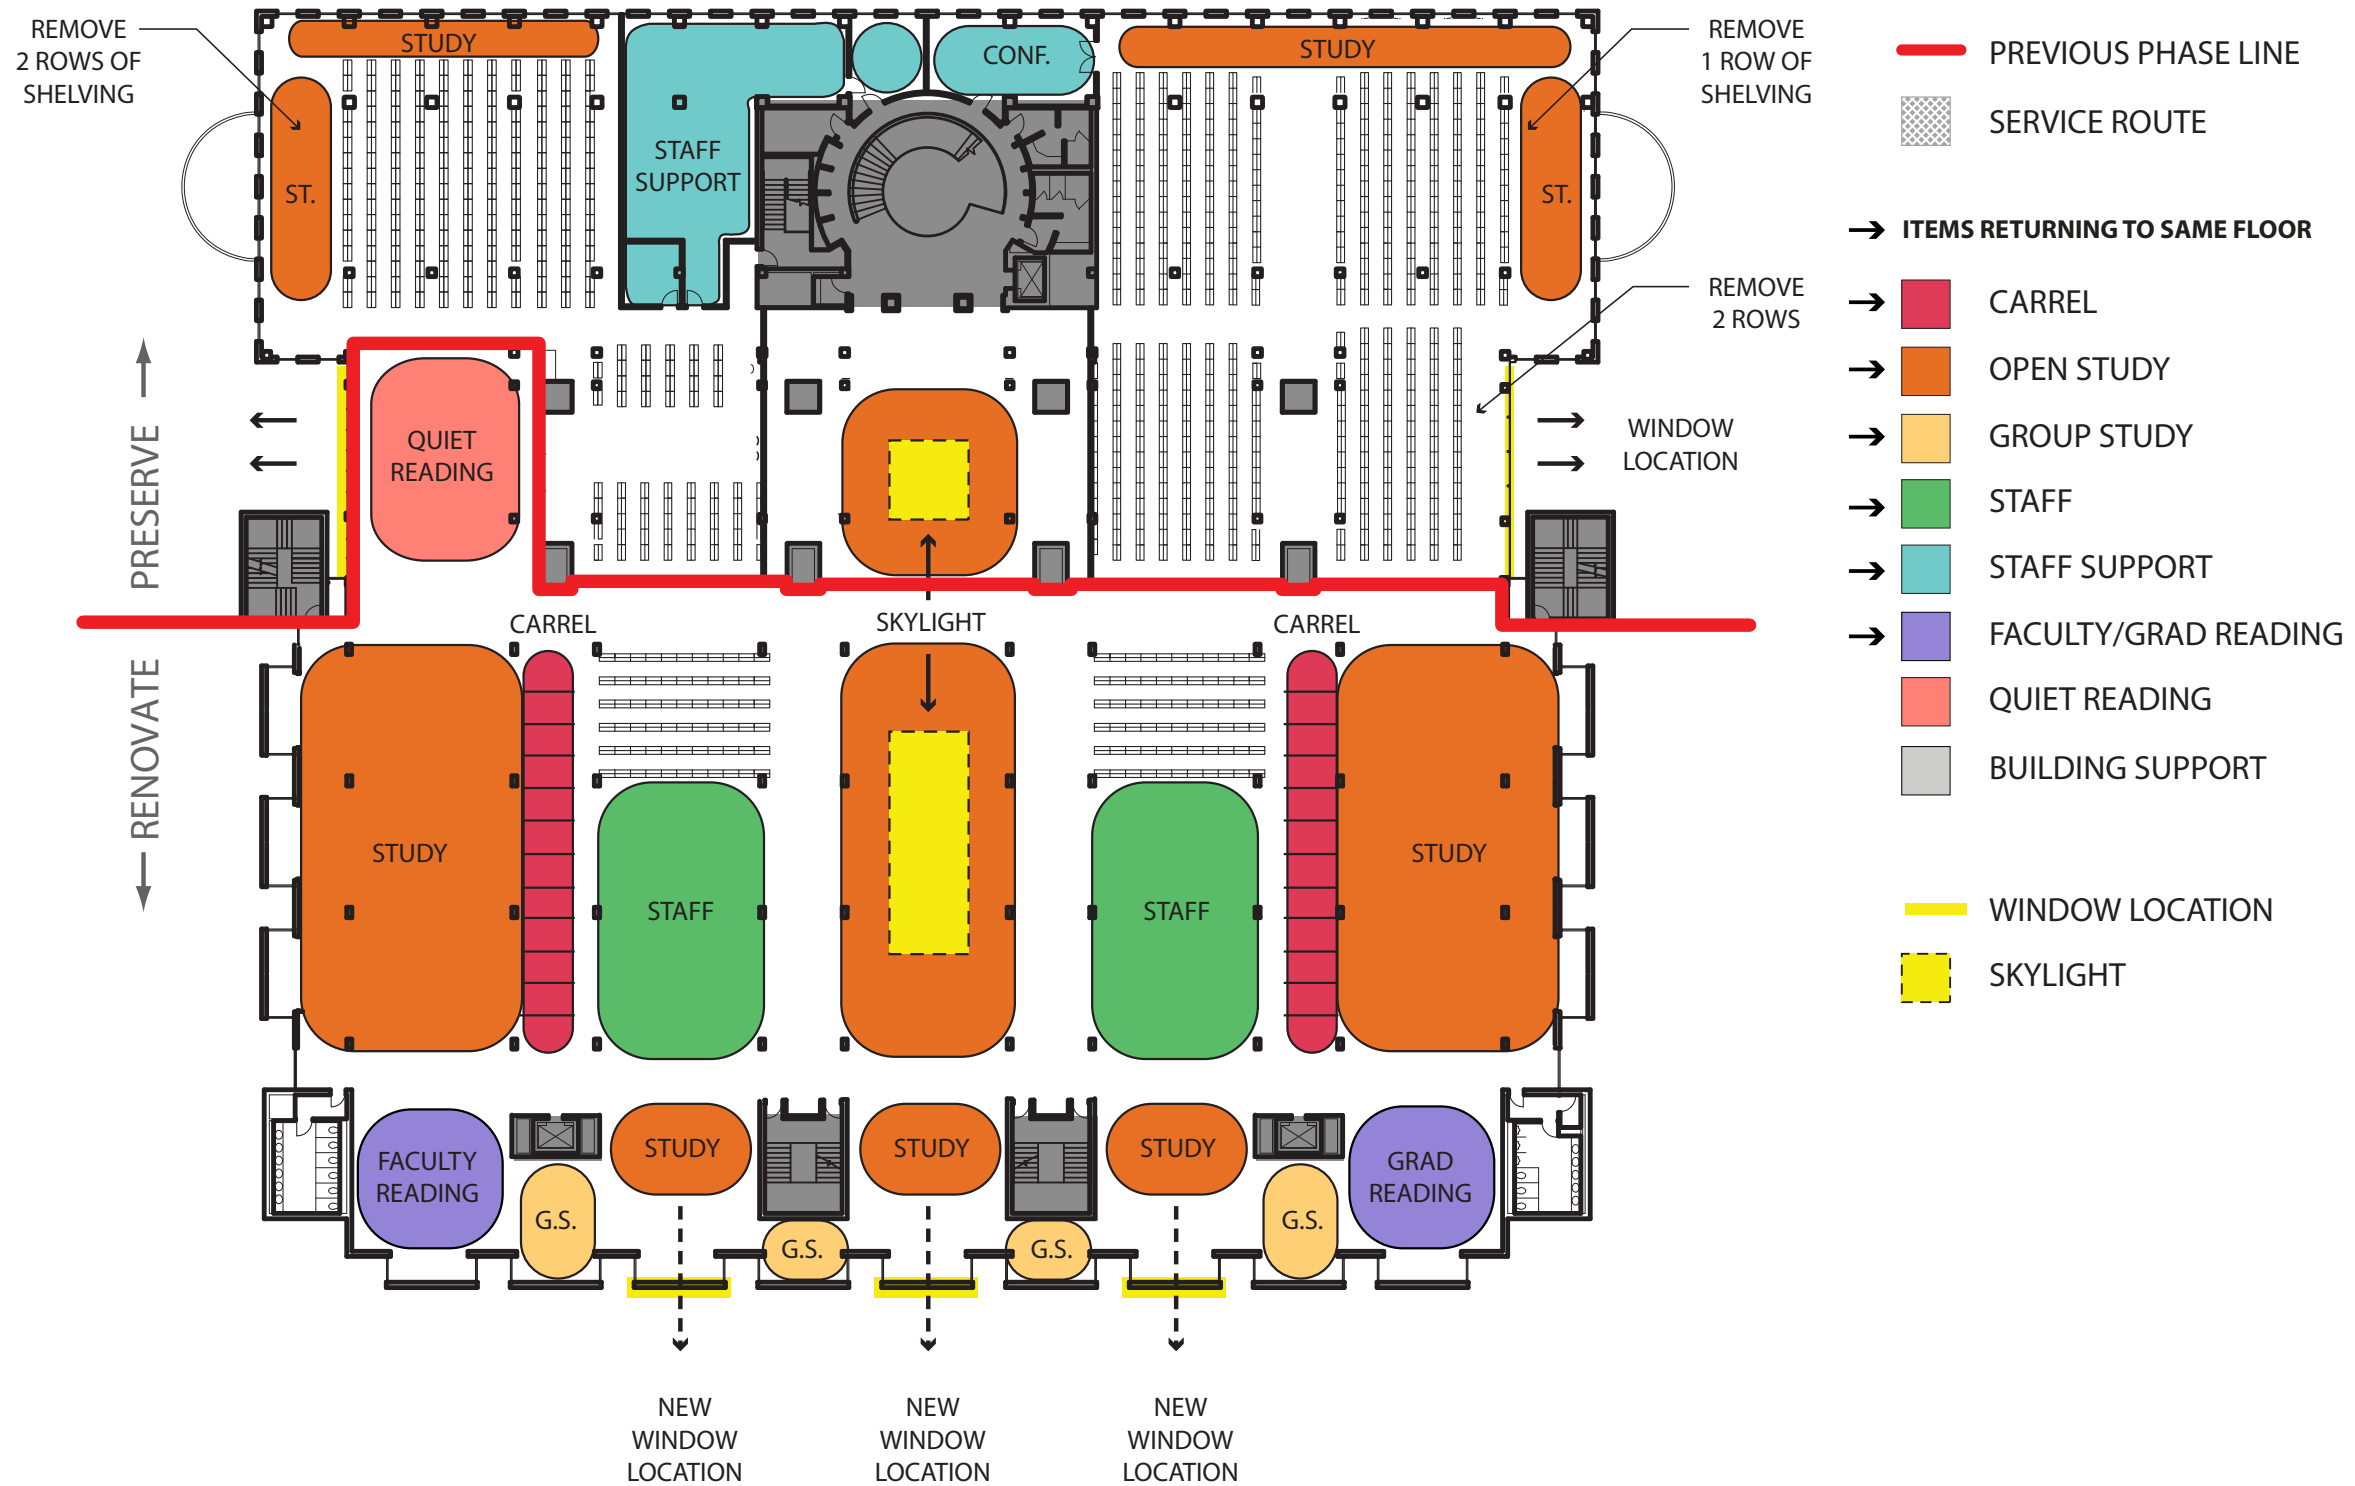 REMOVE
2 ROWS OF
SHELVING
STUDY
ST.
STAFF
SUPPORT
CONF.
STUDY
ST.
REMOVE
1 ROW OF
SHELVING
REMOVE
2 ROWS
PRESERVE
RENOVATE
QUIET
READING
WINDOW
LOCATION
CARREL
SKYLIGHT
CARREL
STUDY
STAFF
STAFF
STUDY
FACULTY
READING
G.S.
STUDY
G.S.
STUDY
G.S.
STUDY
G.S.
GRAD
READING
NEW
WINDOW
LOCATION
NEW
WINDOW
LOCATION
NEW
WINDOW
LOCATION
PREVIOUS PHASE LINE
SERVICE ROUTE
ITEMS RETURNING TO SAME FLOOR
CARREL
OPEN STUDY
GROUP STUDY
STAFF
STAFF SUPPORT
FACULTY/GRAD READING
QUIET READING
BUILDING SUPPORT
WINDOW LOCATION
SKYLIGHT